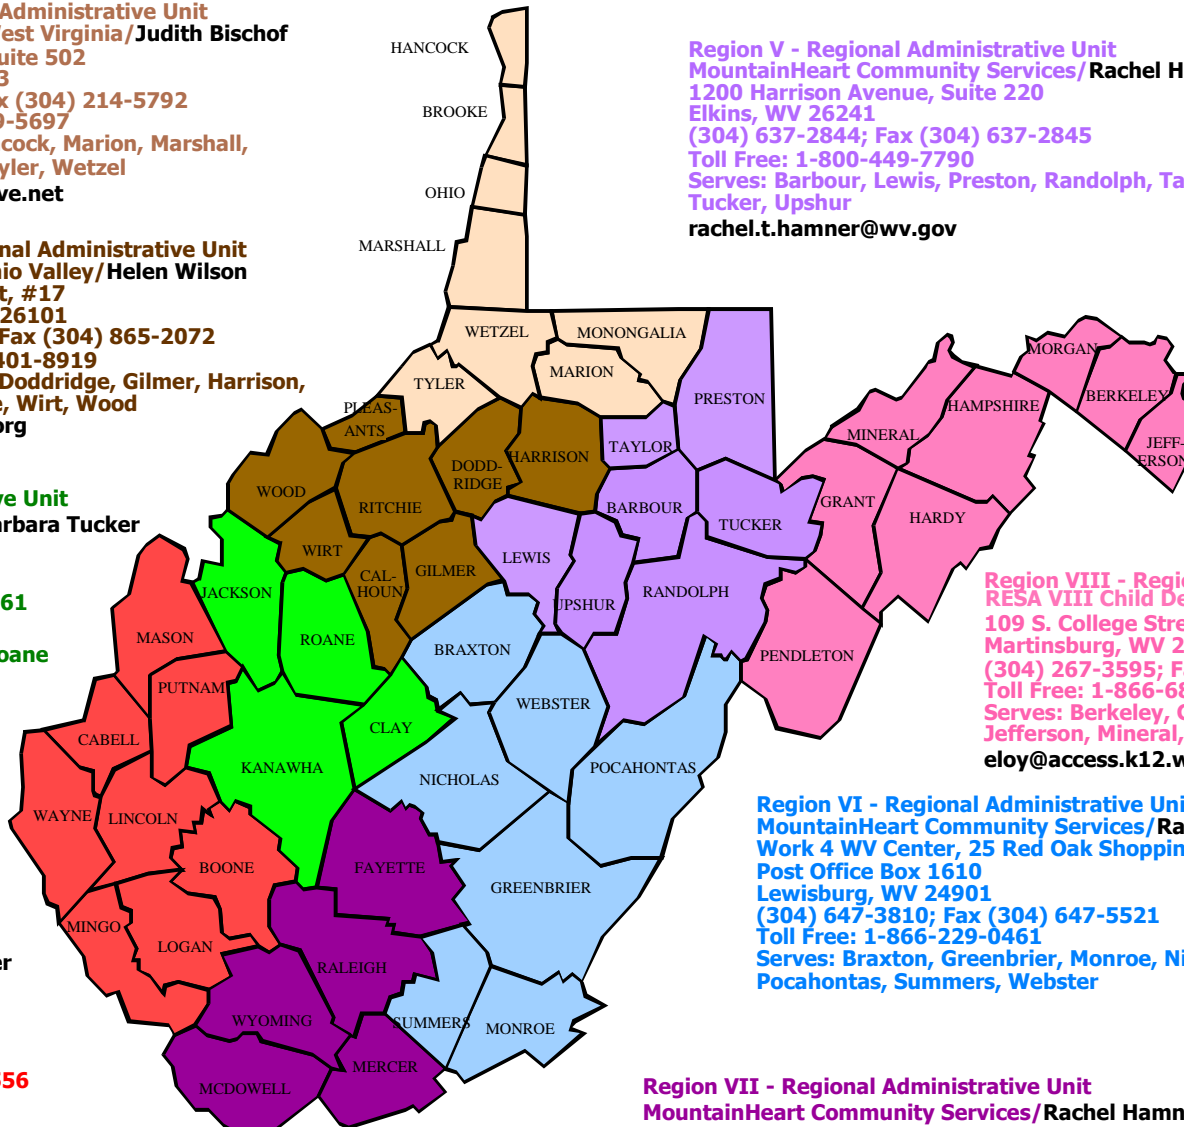 Administrative Unit
West Virginia/Judith Bischof
uite 502
3
x (304) 214-5792
9-5697
cock, Marion, Marshall,
yler, Wetzel
ve.net
nal Administrative Unit
io Valley/Helen Wilson
t, #17
26101
Fax (304) 865-2072
401-8919
Doddridge, Gilmer, Harrison,
e, Wirt, Wood
org
ve Unit
arbara Tucker
61
oane
er
556
Region V - Regional Administrative Unit
MountainHeart Community Services/Rachel H
1200 Harrison Avenue, Suite 220
Elkins, WV 26241
(304) 637-2844; Fax (304) 637-2845
Toll Free: 1-800-449-7790
Serves: Barbour, Lewis, Preston, Randolph, Ta
Tucker, Upshur
rachel.t.hamner@wv.gov
HANCOCK
BROOKE
OHIO
MARSHALL
WETZEL
MONONGALIA
MARION
TYLER
PLEAS-
ANTS
PRESTON
TAYLOR
HARRISON
DODD-
RIDGE
WOOD
RITCHIE
BARBOUR
TUCKER
MORGAN
BERKELEY
JEFF-
ERSON
HAMPSHIRE
MINERAL
GRANT
HARDY
WIRT
CAL-
HOUN
GILMER
LEWIS
UPSHUR
RANDOLPH
PENDLETON
JACKSON
ROANE
MASON
PUTNAM
BRAXTON
WEBSTER
CLAY
CABELL
KANAWHA
NICHOLAS
POCAHONTAS
WAYNE
LINCOLN
BOONE
FAYETTE
GREENBRIER
MINGO
LOGAN
RALEIGH
WYOMING
SUMMERS
MONROE
MCDOWELL
MERCER
Region VIII - Regio
RESA VIII Child De
109 S. College Stre
Martinsburg, WV 2
(304) 267-3595; Fa
Toll Free: 1-866-68
Serves: Berkeley, G
Jefferson, Mineral,
eloy@access.k12.w
Region VI - Regional Administrative Uni
MountainHeart Community Services/Ra
Work 4 WV Center, 25 Red Oak Shoppin
Post Office Box 1610
Lewisburg, WV 24901
(304) 647-3810; Fax (304) 647-5521
Toll Free: 1-866-229-0461
Serves: Braxton, Greenbrier, Monroe, Ni
Pocahontas, Summers, Webster
Region VII - Regional Administrative Unit
MountainHeart Community Services/Rachel Hamn